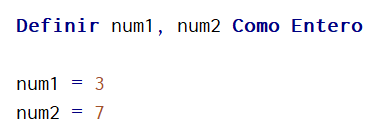 Definir num1, num2 Como Entero
num1 = 3
num2 = 7